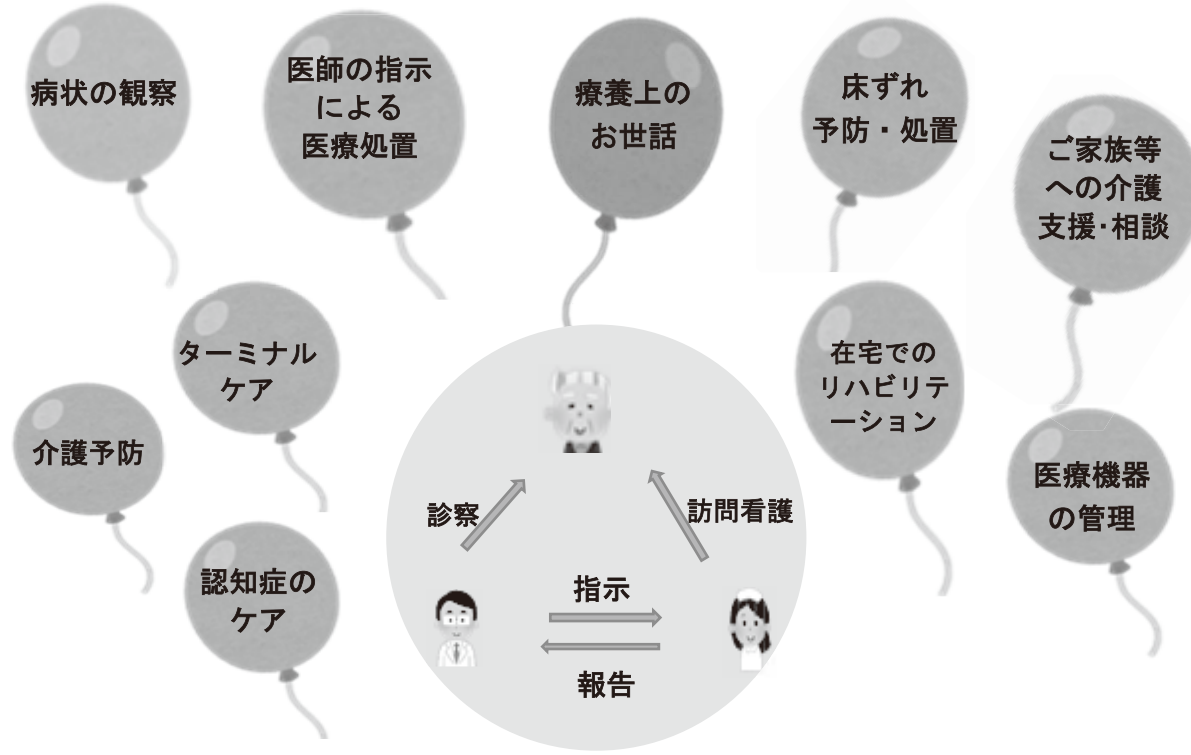 病状の観察
医師の指示
による
医療処置
療養上の
お世話
床ずれ
予防・処置
ご家族等
への介護
支援・相談
ターミナル
ケア
在宅での
リハビリテ
ーション
介護予防
医療機器
の管理
認知症の
ケア
診察
訪問看護
指示
報告